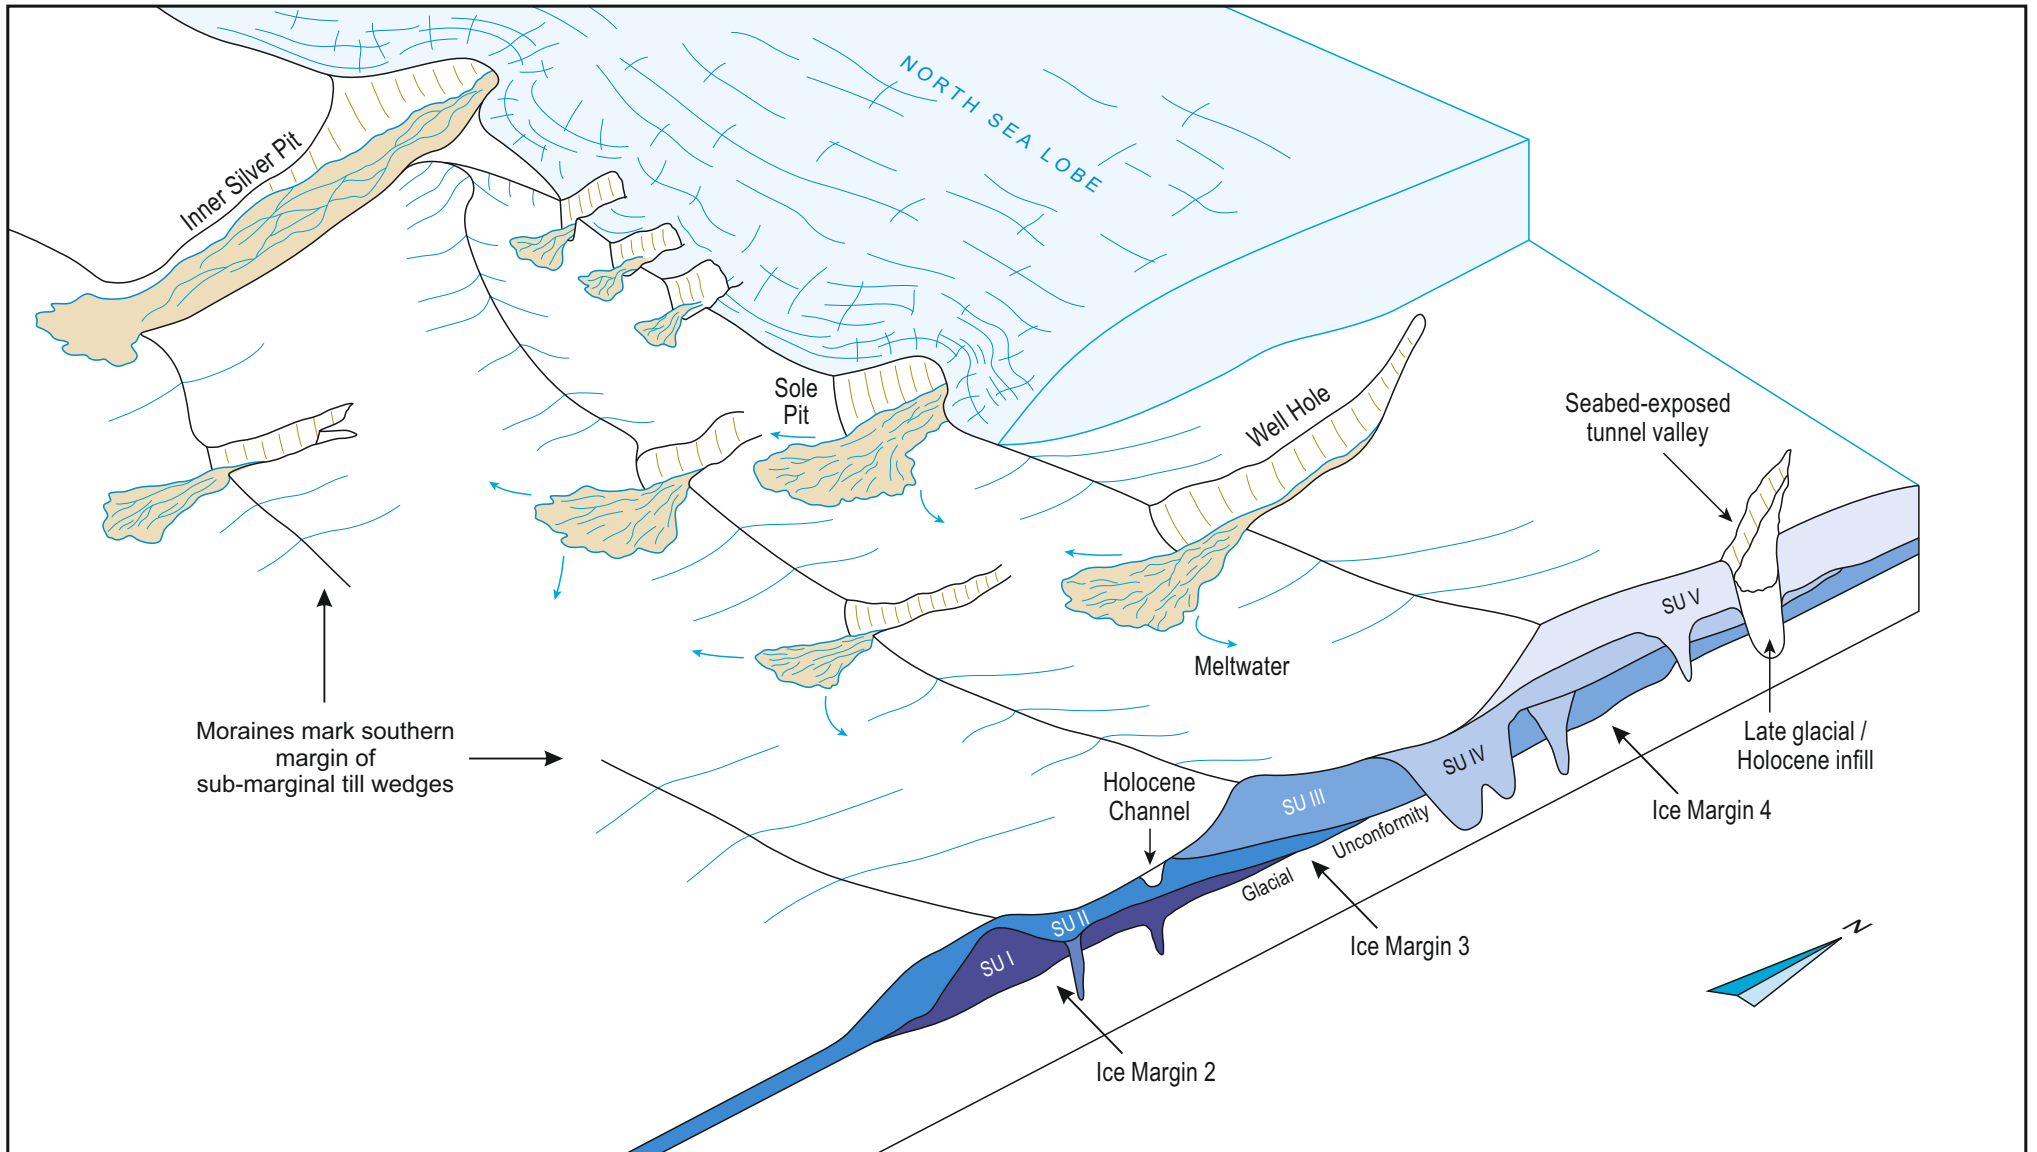 NORTH SEA LOBE
Inner Silver Pit
Sole
Pit
Well Hole
Seabed-exposed
tunnel valley
SU V
Meltwater
Moraines mark southern
margin of
sub-marginal till wedges
Late glacial /
Holocene infill
SU IV
Holocene
Channel
SU III
Ice Margin 4
Glacial Unconformity
SU II
SU I
Ice Margin 3
N
Ice Margin 2